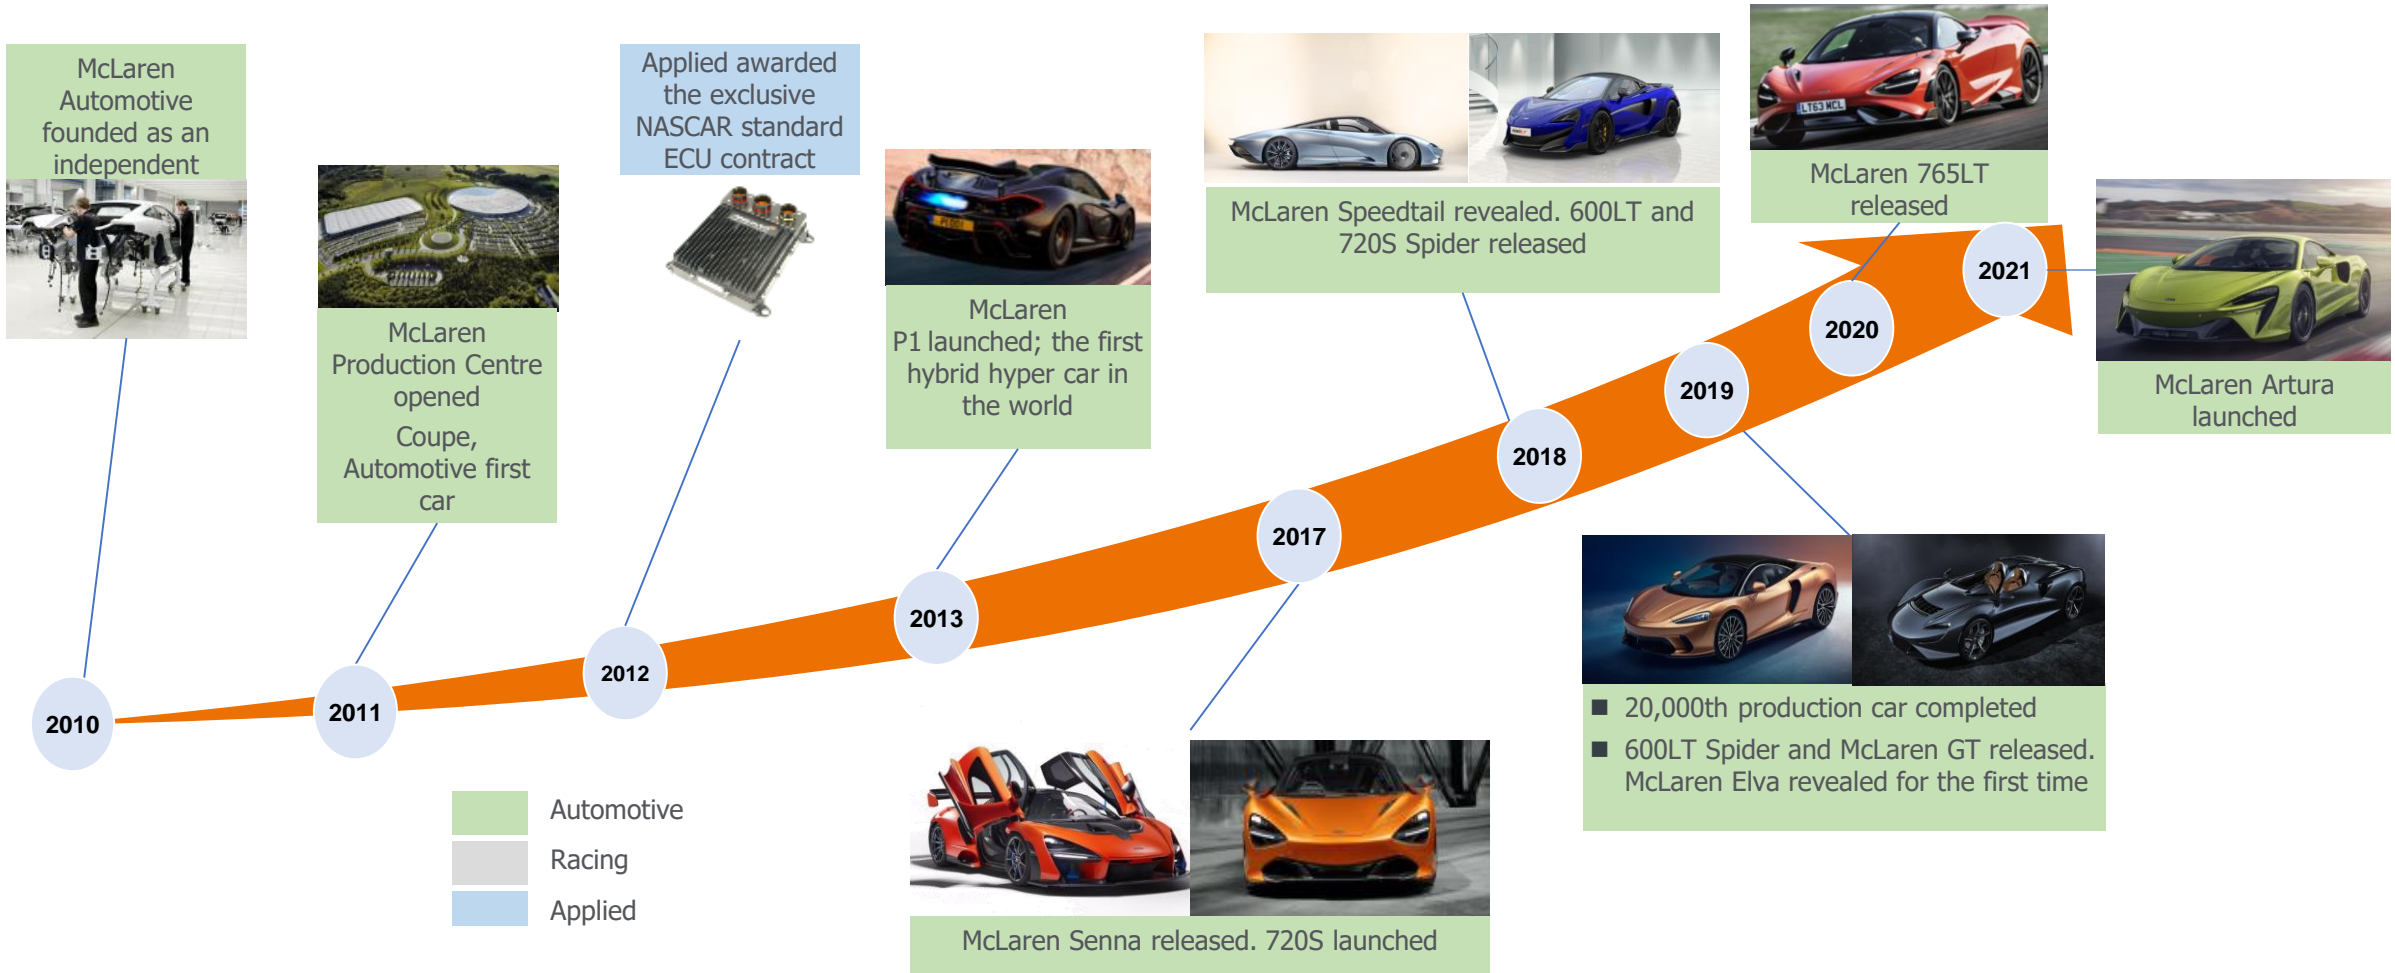 McLaren
Automotive
founded as an
independent
McLaren
Production Centre
opened
Coupe,
Automotive first
car
Applied awarded
the exclusive
NASCAR standard
ECU contract
McLaren
P1 launched; the first
hybrid hyper car in
the world
McLaren Speedtail revealed. 600LT and
720S Spider released
LT63 MCL
McLaren 765LT
released
McLaren Artura
launched
2010
2011
2012
2013
2017
2018
2019
2020
2021
■ 20,000th production car completed
■ 600LT Spider and McLaren GT released.
McLaren Elva revealed for the first time
McLaren Senna released. 720S launched
Automotive
Racing
Applied